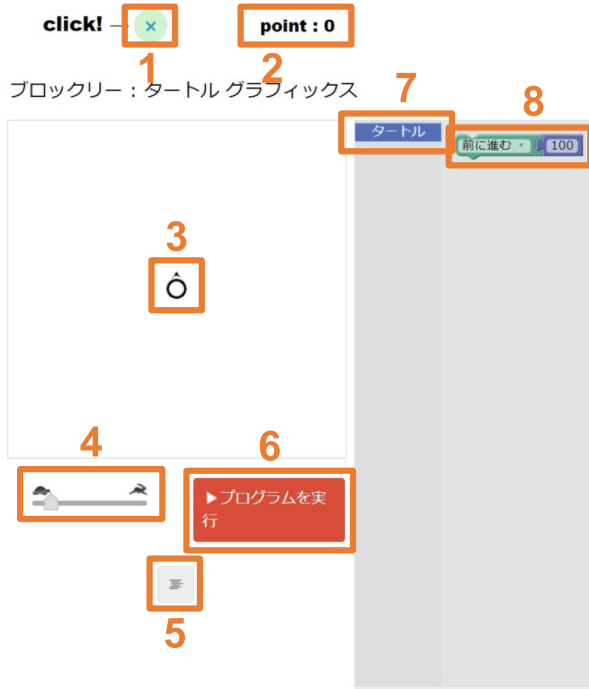 click! ×
point : 0
1
2
ブロックリー : タートル グラフィックス
7
8
タートル
前に進む 100
3
4
6
▶プログラムを実
行
5